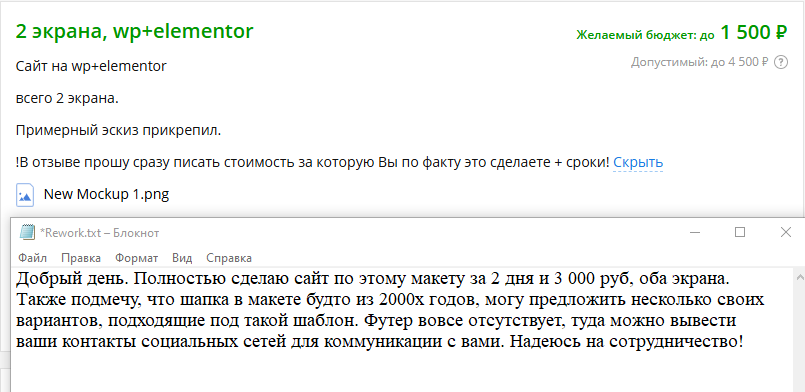 2 экрана, wp+elementor
Желаемый бюджет: до 1 500 ₽
Сайт на wp+elementor
Допустимый: до 4 500 ₽ ?
всего 2 экрана.
Примерный эскиз прикрепил.
!В отзыве прошу сразу писать стоимость за которую Вы по факту это сделаете + сроки! Скрыть
New Mockup 1.png
*Rework.txt – Блокнот
Файл Правка Формат Вид Справка
Добрый день. Полностью сделаю сайт по этому макету за 2 дня и 3 000 руб, оба экрана.
Также подмечу, что шапка в макете будто из 2000х годов, могу предложить несколько своих
вариантов, подходящие под такой шаблон. Футер вовсе отсутствует, туда можно вывести
ваши контакты социальных сетей для коммуникации с вами. Надеюсь на сотрудничество!